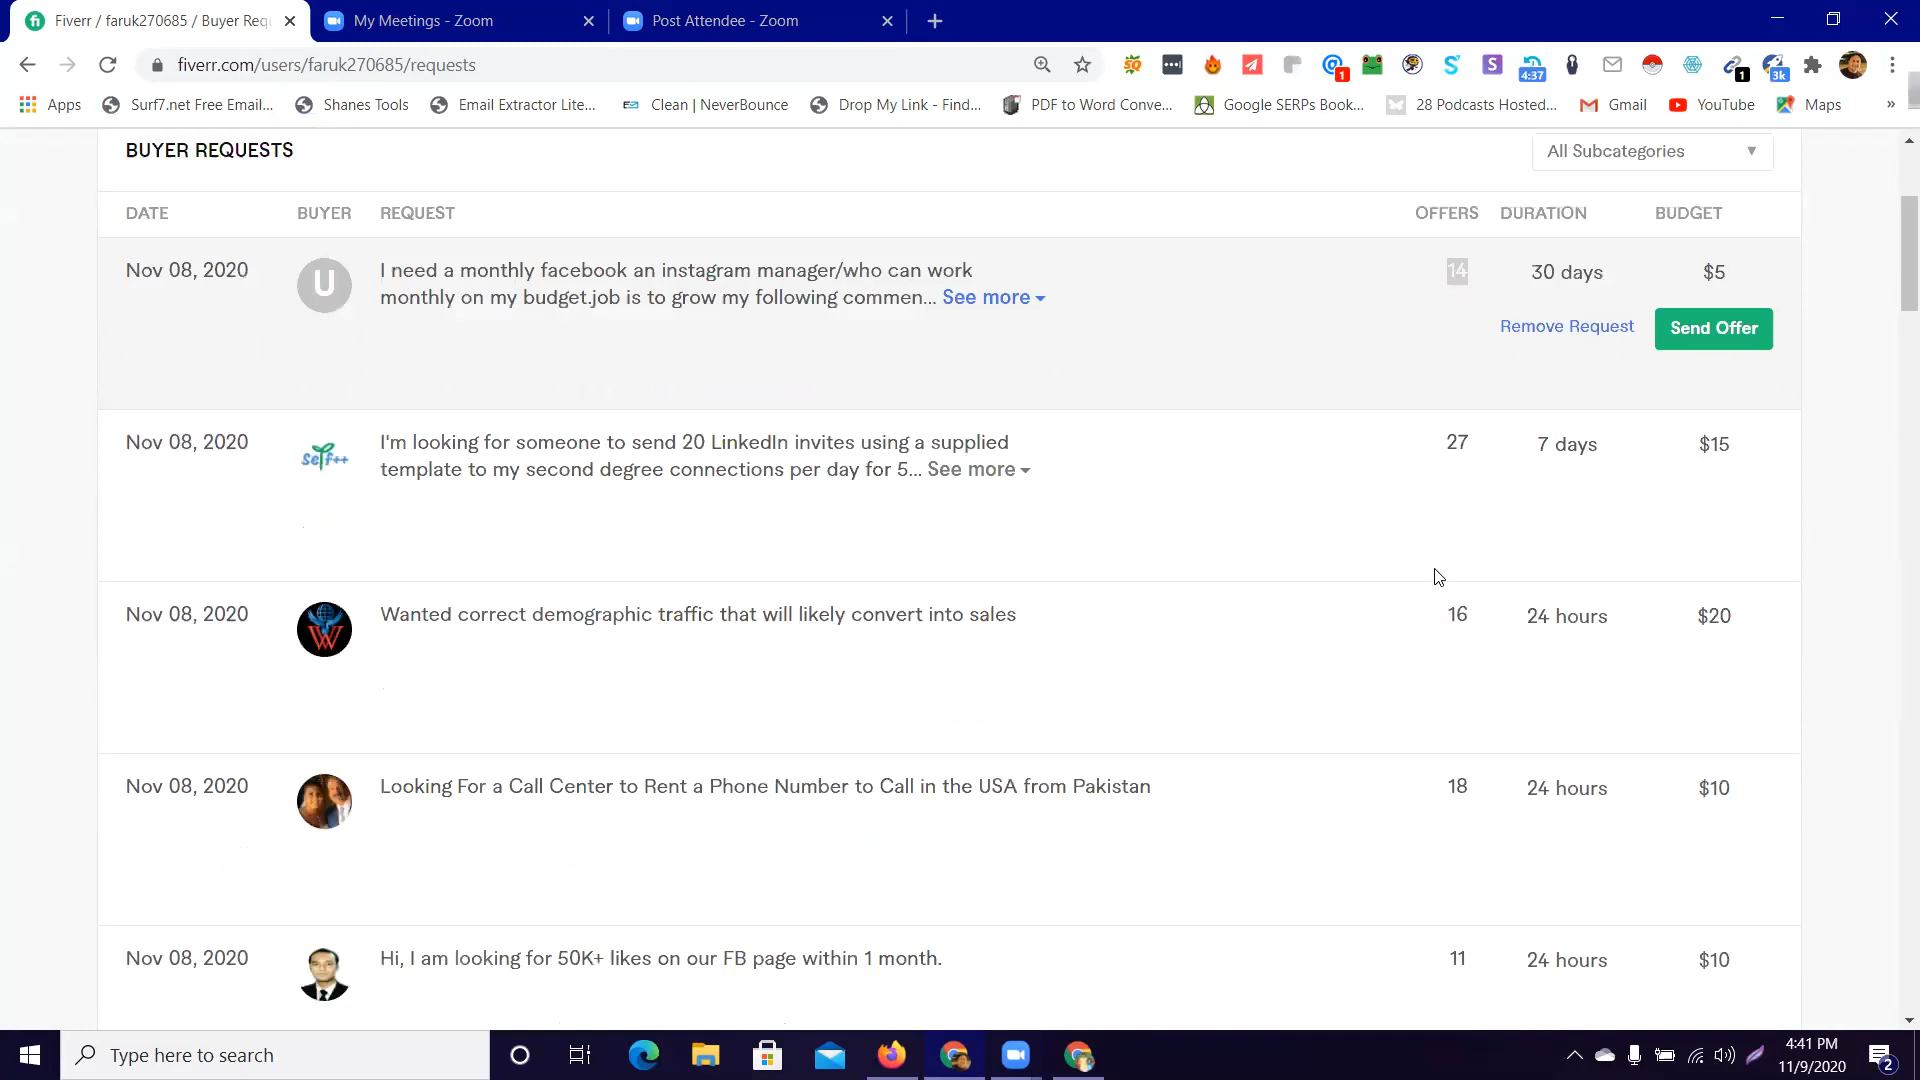 Fiverr / faruk270685 / Buyer Req
My Meetings - Zoom
Post Attendee - Zoom
fiverr.com/users/faruk270685/requests
1
4:37
1
3k
Apps
Surf7.net Free Email...
Shanes Tools
Email Extractor Lite...
Clean | NeverBounce
Drop My Link - Find...
PDF to Word Conve...
Google SERPs Book...
28 Podcasts Hosted...
Gmail
YouTube
Maps
»
BUYER REQUESTS
All Subcategories
DATE BUYER REQUEST OFFERS DURATION BUDGET
Nov 08, 2020
U
I need a monthly facebook an instagram manager/who can work
monthly on my budget.job is to grow my following commen... See more
14
30 days
$5
Remove Request
Send Offer
Nov 08, 2020
Self++
I'm looking for someone to send 20 LinkedIn invites using a supplied
template to my second degree connections per day for 5... See more
27
7 days
$15
Nov 08, 2020
W
Wanted correct demographic traffic that will likely convert into sales
16
24 hours
$20
Nov 08, 2020
Looking For a Call Center to Rent a Phone Number to Call in the USA from Pakistan
18
24 hours
$10
Nov 08, 2020
Hi, I am looking for 50K+ likes on our FB page within 1 month.
11
24 hours
$10
Type here to search
4:41 PM
11/9/2020
2